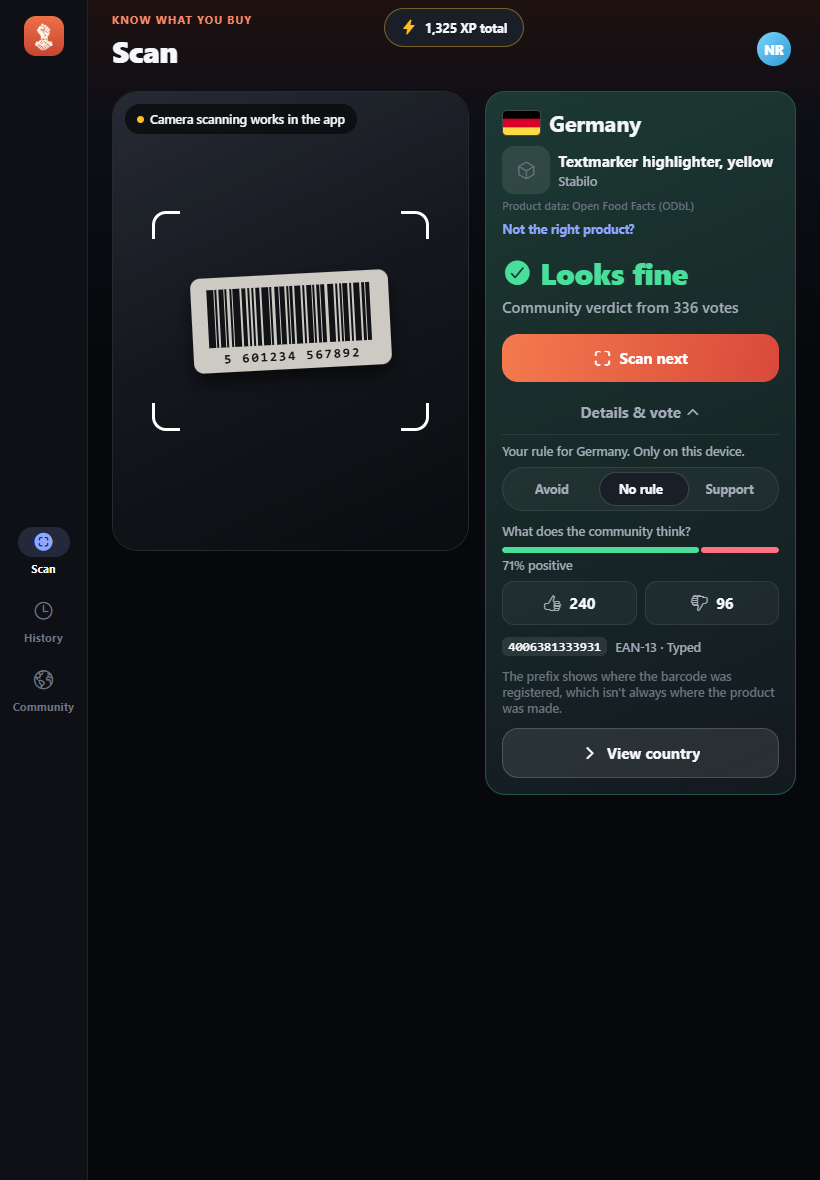 KNOW WHAT YOU BUY
Scan
1,325 XP total
NR
Camera scanning works in the app
5 601234 567892
Germany
Textmarker highlighter, yellow
Stabilo
Product data: Open Food Facts (ODbL)
Not the right product?
Looks fine
Community verdict from 336 votes
Scan next
Details & vote
Your rule for Germany. Only on this device.
Avoid
No rule
Support
What does the community think?
71% positive
240
96
4006381333931
EAN-13 · Typed
The prefix shows where the barcode was
registered, which isn't always where the product
was made.
View country
Scan
History
Community